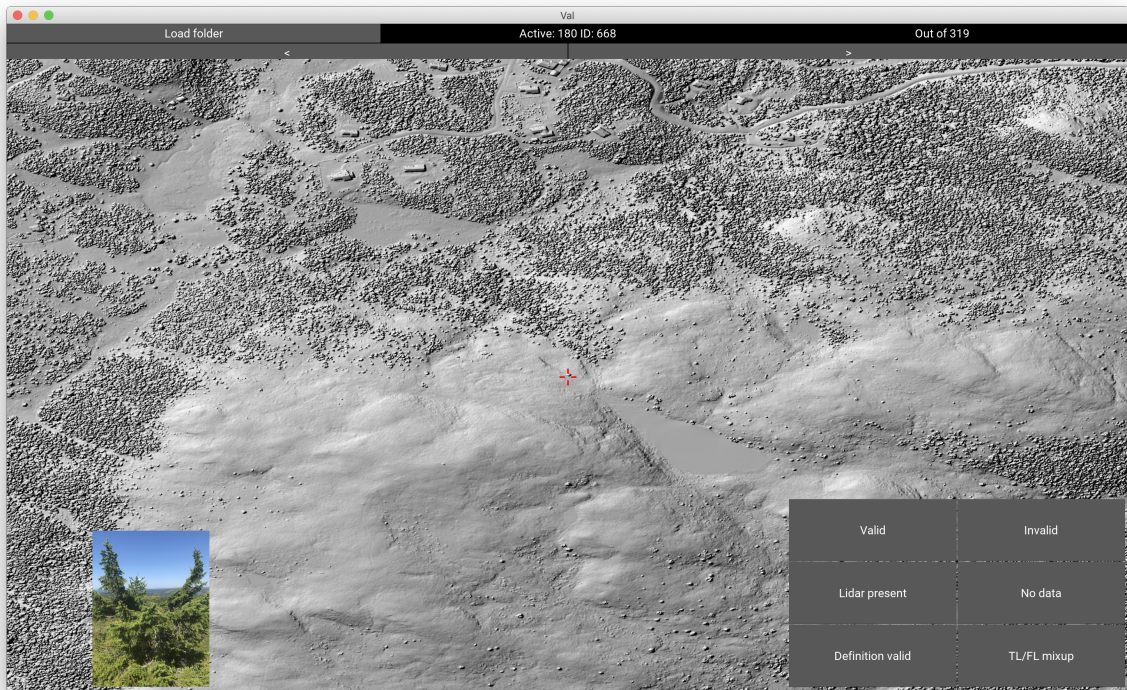 Val
Load folder
Active: 180 ID: 668
Out of 319
<
>
Valid
Invalid
Lidar present
No data
Definition valid
TL/FL mixup